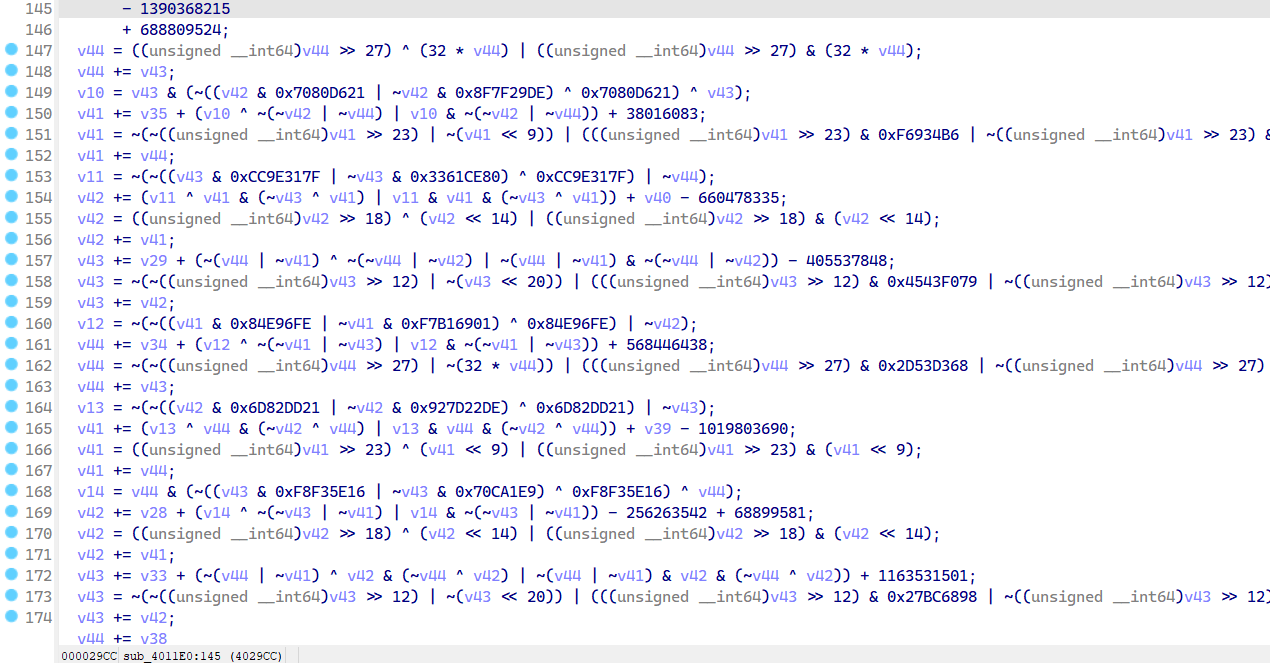 145 - 1390368215
146 + 688809524;
147 v44 = ((unsigned __int64)v44 >> 27) ^ (32 * v44) | ((unsigned __int64)v44 >> 27) & (32 * v44);
148 v44 += v43;
149 v10 = v43 & (~((v42 & 0x7080D621 | ~v42 & 0x8F7F29DE) ^ 0x7080D621) ^ v43);
150 v41 += v35 + (v10 ^ ~(~v42 | ~v44) | v10 & ~(~v42 | ~v44)) + 38016083;
151 v41 = ~(~((unsigned __int64)v41 >> 23) | ~(v41 << 9)) | (((unsigned __int64)v41 >> 23) & 0xF6934B6 | ~((unsigned __int64)v41 >> 23) &
152 v41 += v44;
153 v11 = ~(~((v43 & 0xCC9E317F | ~v43 & 0x3361CE80) ^ 0xCC9E317F) | ~v44);
154 v42 += (v11 ^ v41 & (~v43 ^ v41) | v11 & v41 & (~v43 ^ v41)) + v40 - 660478335;
155 v42 = ((unsigned __int64)v42 >> 18) ^ (v42 << 14) | ((unsigned __int64)v42 >> 18) & (v42 << 14);
156 v42 += v41;
157 v43 += v29 + (~(v44 | ~v41) ^ ~(~v44 | ~v42) | ~(v44 | ~v41) & ~(~v44 | ~v42)) - 405537848;
158 v43 = ~(~((unsigned __int64)v43 >> 12) | ~(v43 << 20)) | (((unsigned __int64)v43 >> 12) & 0x4543F079 | ~((unsigned __int64)v43 >> 12)
159 v43 += v42;
160 v12 = ~(~((v41 & 0x84E96FE | ~v41 & 0xF7B16901) ^ 0x84E96FE) | ~v42);
161 v44 += v34 + (v12 ^ ~(~v41 | ~v43) | v12 & ~(~v41 | ~v43)) + 568446438;
162 v44 = ~(~((unsigned __int64)v44 >> 27) | ~(32 * v44)) | (((unsigned __int64)v44 >> 27) & 0x2D53D368 | ~((unsigned __int64)v44 >> 27)
163 v44 += v43;
164 v13 = ~(~((v42 & 0x6D82DD21 | ~v42 & 0x927D22DE) ^ 0x6D82DD21) | ~v43);
165 v41 += (v13 ^ v44 & (~v42 ^ v44) | v13 & v44 & (~v42 ^ v44)) + v39 - 1019803690;
166 v41 = ((unsigned __int64)v41 >> 23) ^ (v41 << 9) | ((unsigned __int64)v41 >> 23) & (v41 << 9);
167 v41 += v44;
168 v14 = v44 & (~((v43 & 0xF8F35E16 | ~v43 & 0x70CA1E9) ^ 0xF8F35E16) ^ v44);
169 v42 += v28 + (v14 ^ ~(~v43 | ~v41) | v14 & ~(~v43 | ~v41)) - 256263542 + 68899581;
170 v42 = ((unsigned __int64)v42 >> 18) ^ (v42 << 14) | ((unsigned __int64)v42 >> 18) & (v42 << 14);
171 v42 += v41;
172 v43 += v33 + (~(v44 | ~v41) ^ v42 & (~v44 ^ v42) | ~(v44 | ~v41) & v42 & (~v44 ^ v42)) + 1163531501;
173 v43 = ~(~((unsigned __int64)v43 >> 12) | ~(v43 << 20)) | (((unsigned __int64)v43 >> 12) & 0x27BC6898 | ~((unsigned __int64)v43 >> 12)
174 v43 += v42;
v44 += v38
000029CC sub_4011E0:145 (4029CC)